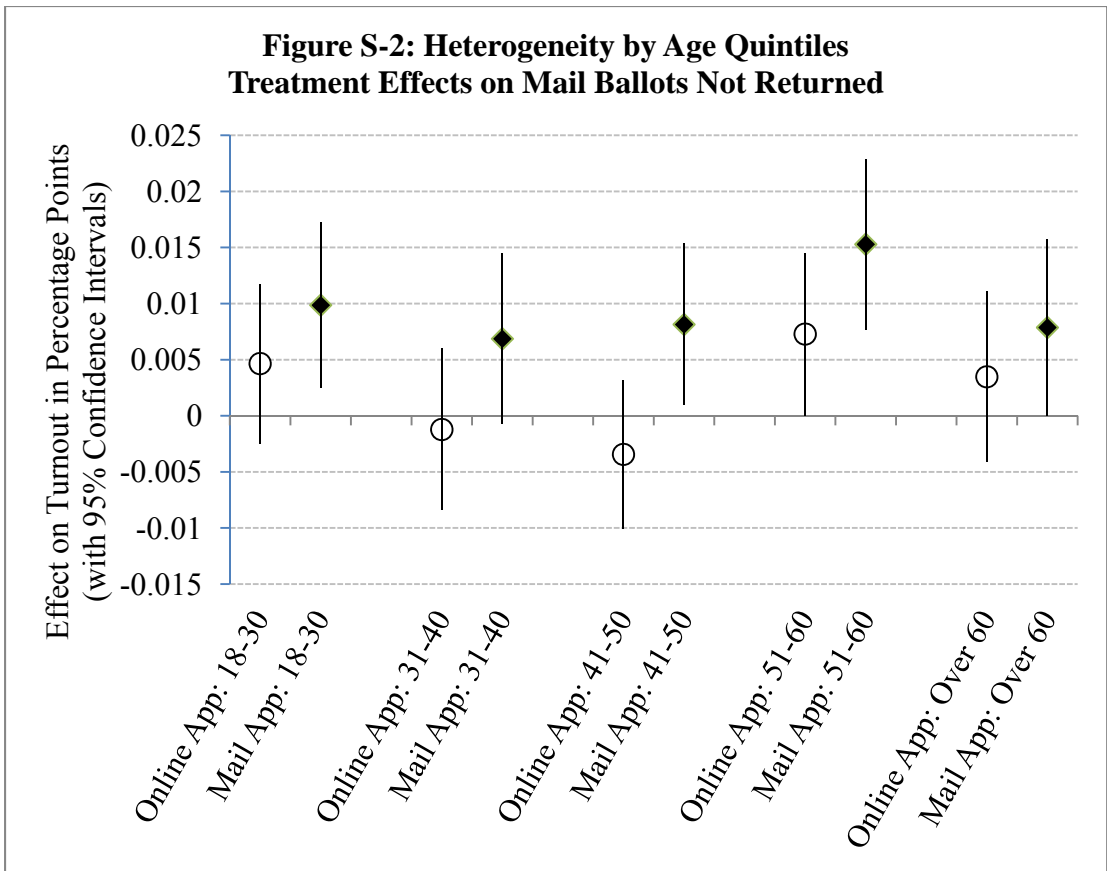 Figure S-2: Heterogeneity by Age Quintiles
Treatment Effects on Mail Ballots Not Returned
Effect on Turnout in Percentage Points
(with 95% Confidence Intervals)
0.025
0.02
0.015
0.01
0.005
0
-0.005
-0.01
-0.015
Online App: 18-30
Mail App: 18-30
Online App: 31-40
Mail App: 31-40
Online App: 41-50
Mail App: 41-50
Online App: 51-60
Mail App: 51-60
Online App: Over 60
Mail App: Over 60